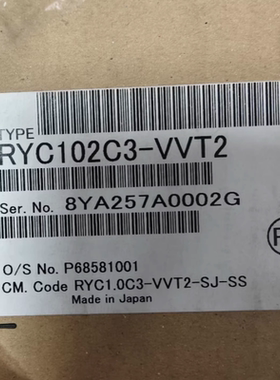 TYPE
RYC102C3-VVT2
Ser. No. 8YA257A0002G
O/S No. P68581001
CM. Code RYC1.0C3-VVT2-SJ-SS
Made in Japan